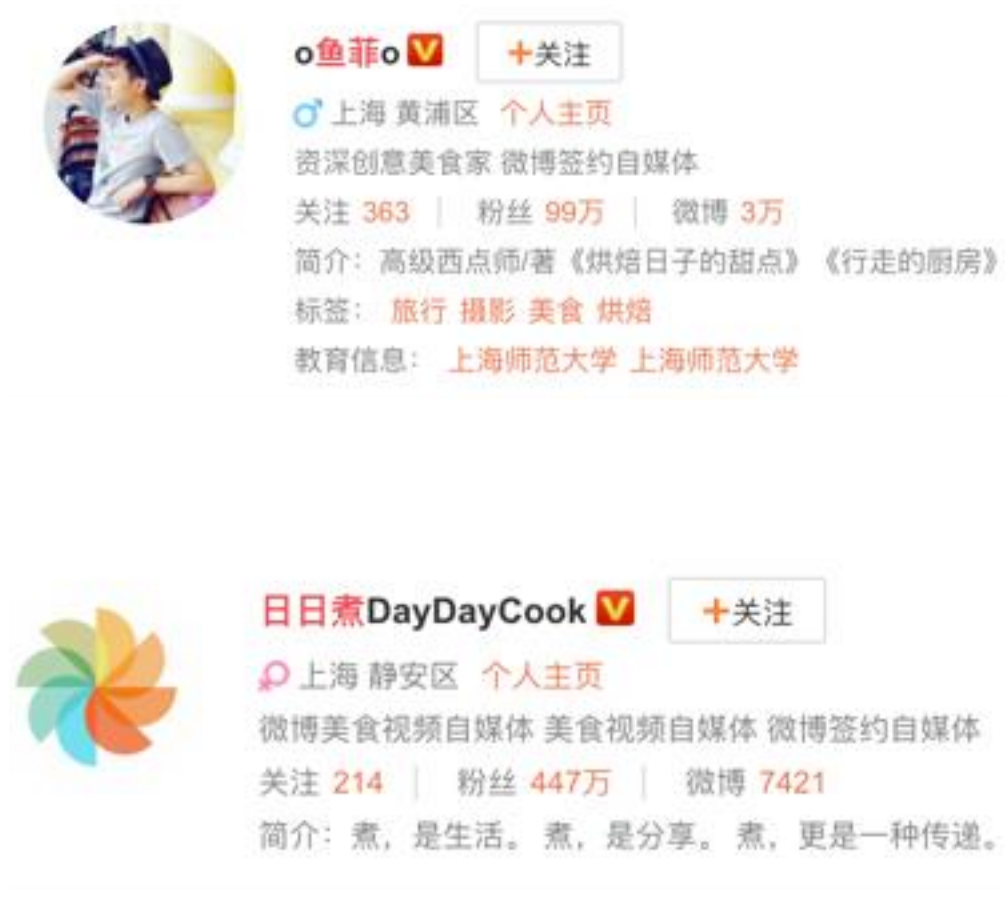 o鱼菲o V +关注
上海 黄浦区 个人主页
资深创意美食家 微博签约自媒体
关注 363 | 粉丝 99万 | 微博 3万
简介：高级西点师/著《烘焙日子的甜点》《行走的厨房》
标签： 旅行 摄影 美食 烘焙
教育信息： 上海师范大学 上海师范大学
日日煮DayDayCook V +关注
上海 静安区 个人主页
微博美食视频自媒体 美食视频自媒体 微博签约自媒体
关注 214 | 粉丝 447万 | 微博 7421
简介：煮，是生活。 煮，是分享。 煮，更是一种传递。